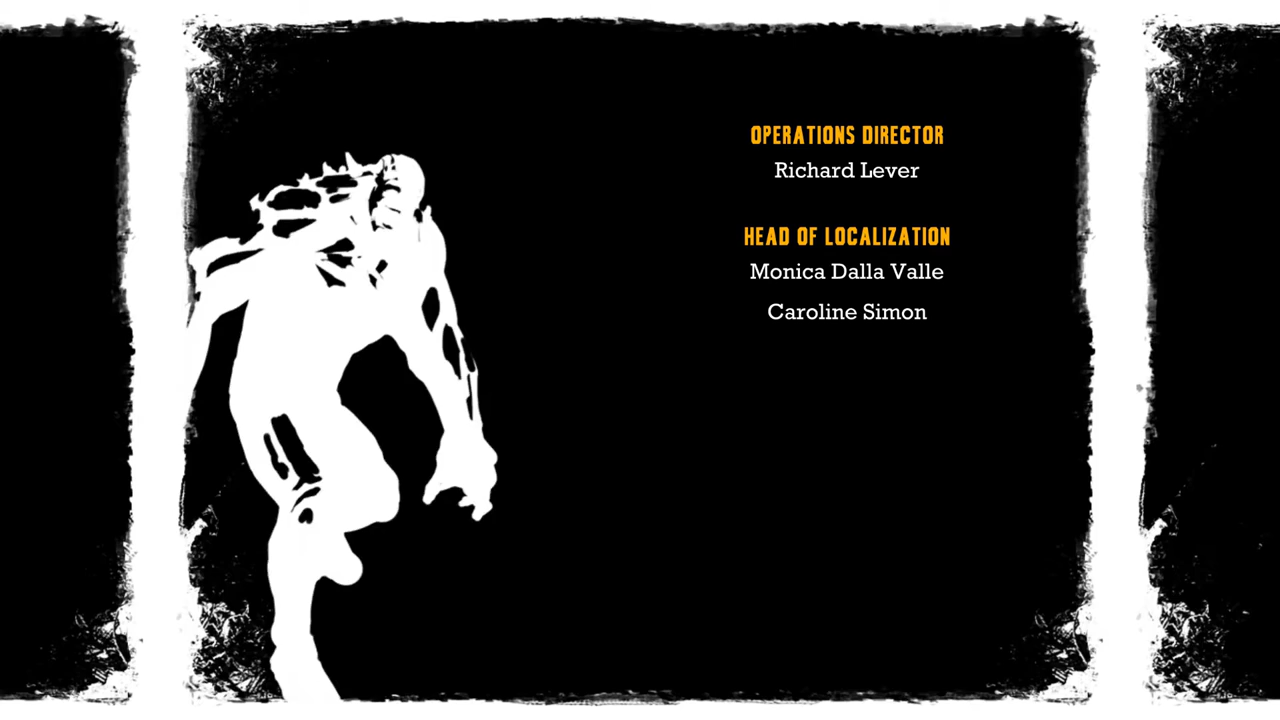 OPERATIONS DIRECTOR
Richard Lever
HEAD OF LOCALIZATION
Monica Dalla Valle
Caroline Simon